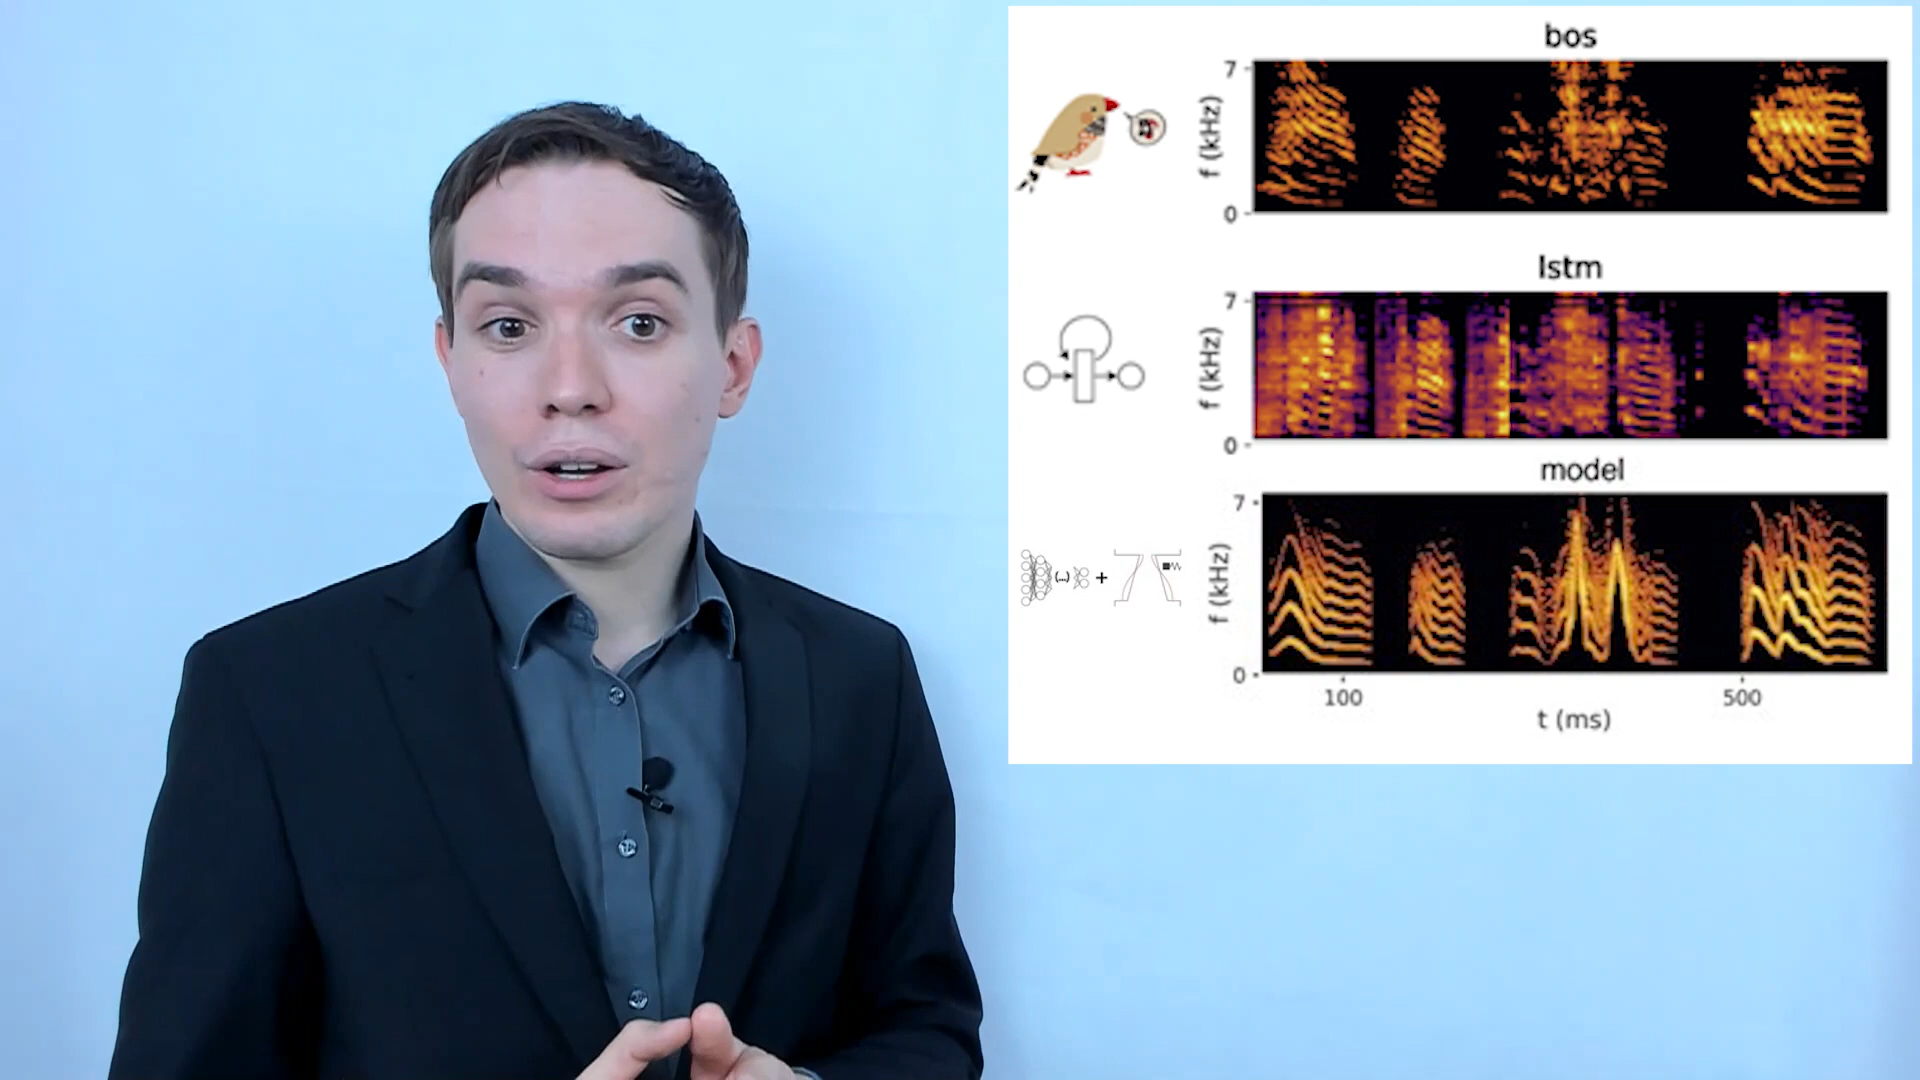 bos
7
f (kHz)
0
lstm
7
f (kHz)
0
model
7
(...) +
f (kHz)
0
100 500
t (ms)